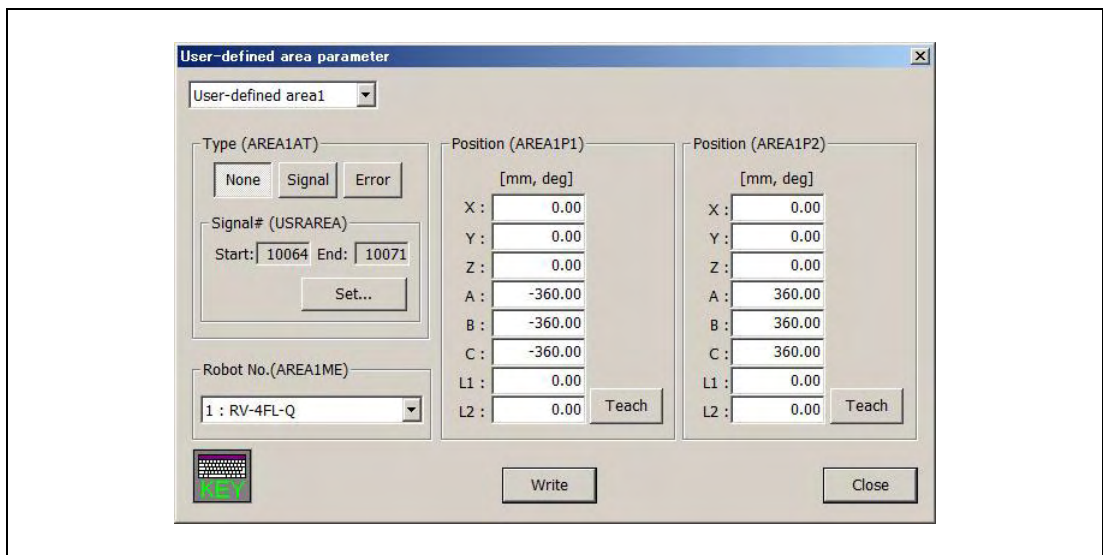 User-defined area parameter
User-defined area1
Type (AREA1AT)
None Signal Error
Signal# (USRAREA)
Start: 10064 End: 10071
Set...
Robot No.(AREA1ME)
1 : RV-4FL-Q
Position (AREA1P1)
[mm, deg]
X : 0.00
Y : 0.00
Z : 0.00
A : -360.00
B : -360.00
C : -360.00
L1 : 0.00
L2 : 0.00
Teach
Position (AREA1P2)
[mm, deg]
X : 0.00
Y : 0.00
Z : 0.00
A : 360.00
B : 360.00
C : 360.00
L1 : 0.00
L2 : 0.00
Teach
KEY
Write
Close